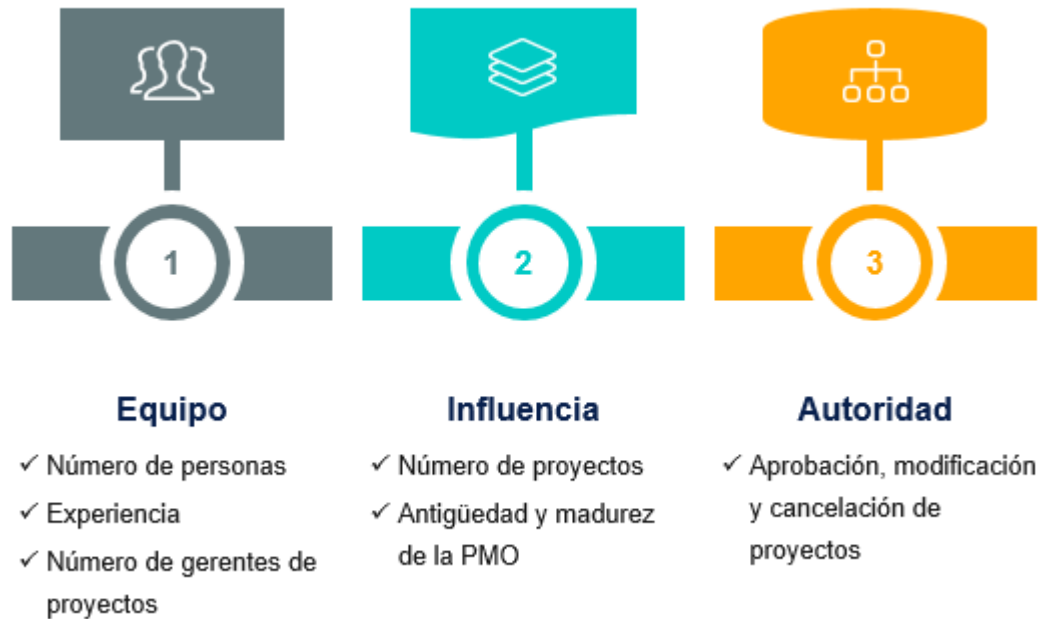 1
2
3
Equipo
✓ Número de personas
✓ Experiencia
✓ Número de gerentes de
proyectos
Influencia
✓ Número de proyectos
✓ Antigüedad y madurez
de la PMO
Autoridad
✓ Aprobación, modificación
y cancelación de
proyectos